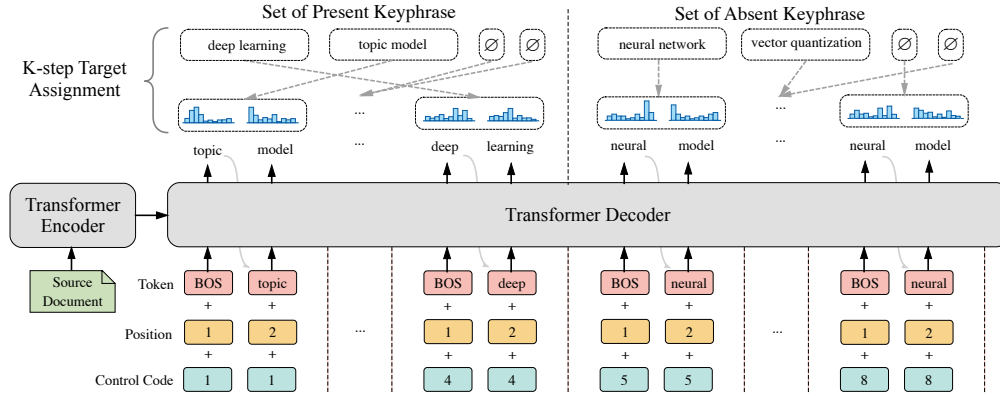 Set of Present Keyphrase
Set of Absent Keyphrase
K-step Target
Assignment
deep learning
topic model
∅
∅
neural network
vector quantization
∅
∅
...
...
topic
model
...
deep
learning
neural
model
...
neural
model
Transformer
Encoder
Transformer Decoder
Source
Document
Token
BOS
topic
BOS
deep
BOS
neural
BOS
neural
+
+
+
+
+
+
+
+
Position
1
2
...
1
2
1
2
...
1
2
+
+
+
+
+
+
+
+
Control Code
1
1
4
4
5
5
8
8